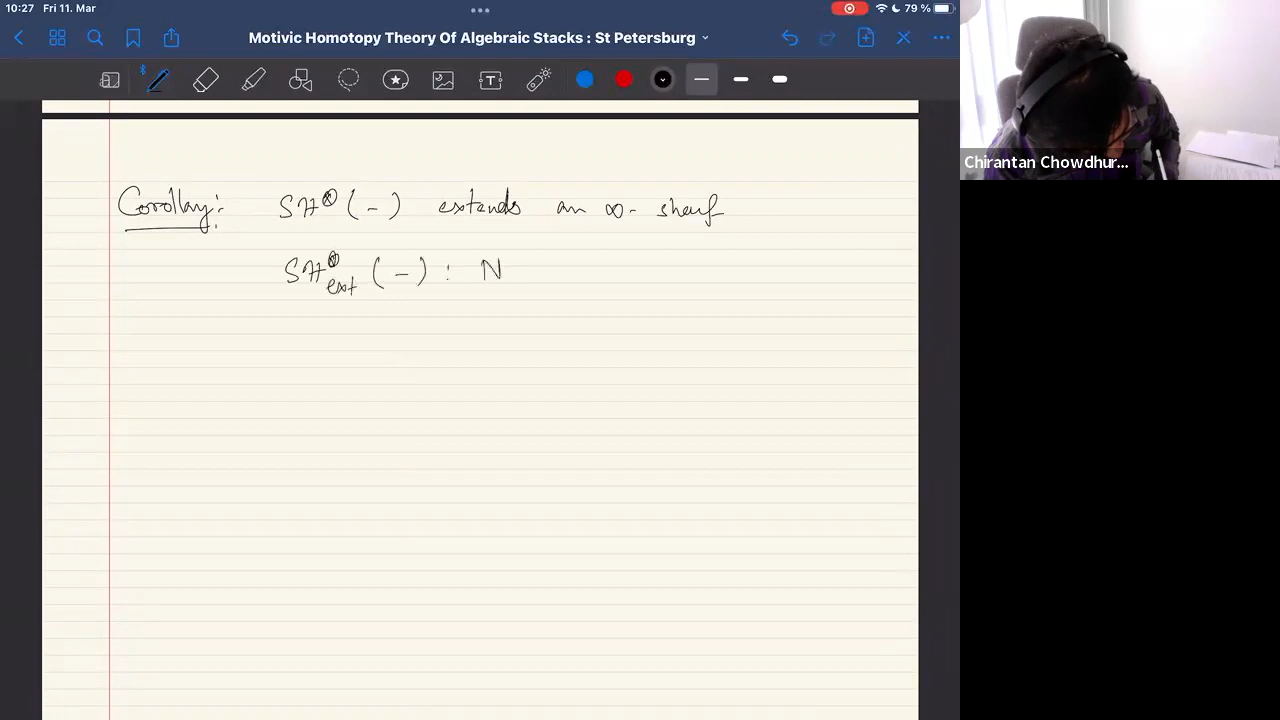 10:27 Fri 11. Mar
79 %
Motivic Homotopy Theory Of Algebraic Stacks : St Petersburg
Chirantan Chowdhur...
Corollay: SH^⊗(-) extends an ∞- sheaf
SH^⊗_ext (-) : N